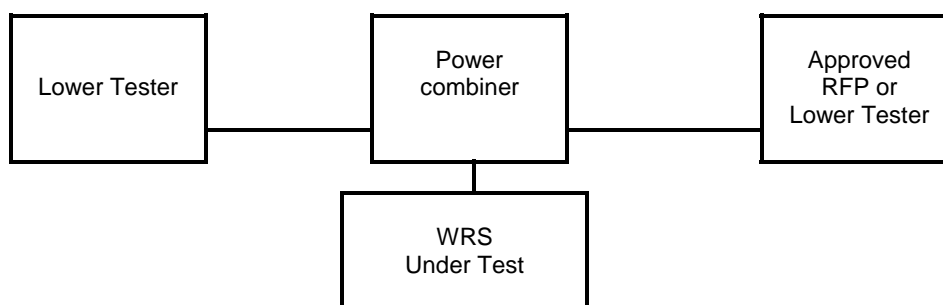 Lower Tester
Power
combiner
Approved
RFP or
Lower Tester
WRS
Under Test